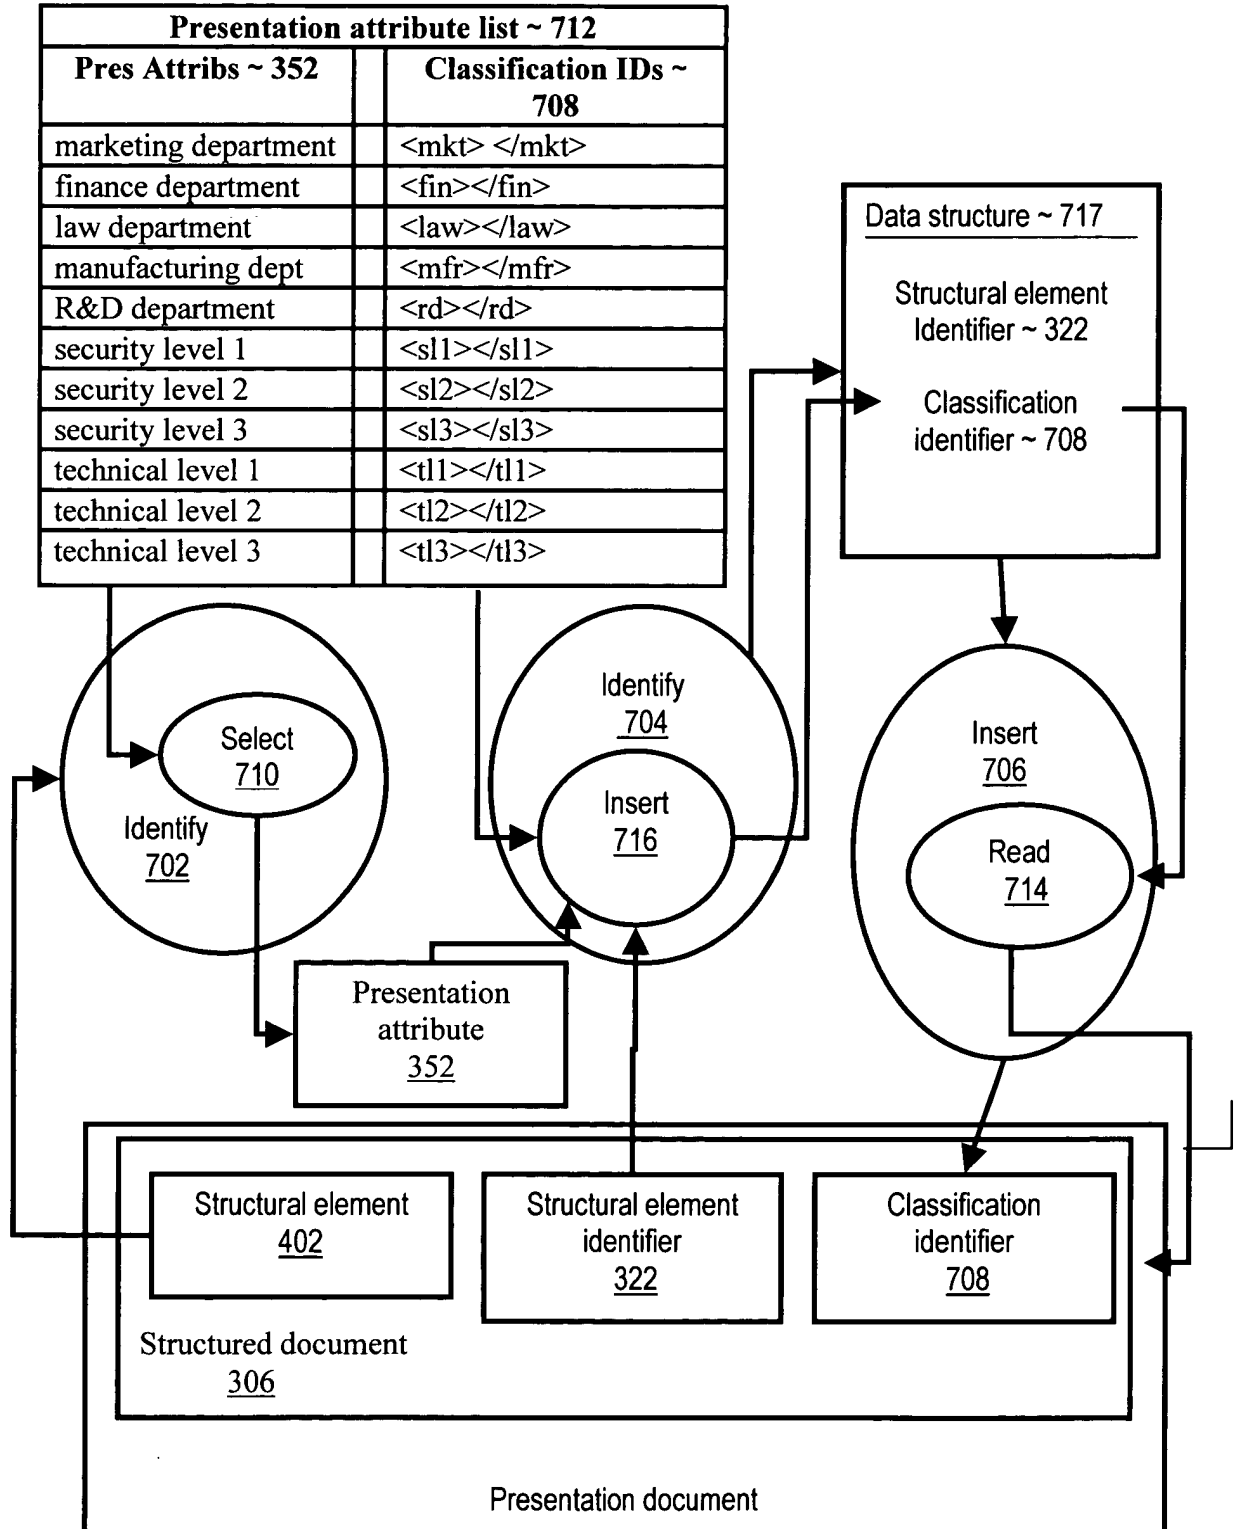 Presentation attribute list ~ 712
Pres Attribs ~ 352
Classification IDs ~
708
marketing department <mkt> </mkt>
finance department <fin></fin>
law department <law></law>
manufacturing dept <mfr></mfr>
R&D department <rd></rd>
security level 1 <sl1></sl1>
security level 2 <sl2></sl2>
security level 3 <sl3></sl3>
technical level 1 <tl1></tl1>
technical level 2 <tl2></tl2>
technical level 3 <tl3></tl3>
Data structure ~ 717
Structural element
Identifier ~ 322
Classification
identifier ~ 708
Select
710
Identify
702
Identify
704
Insert
716
Insert
706
Read
714
Presentation
attribute
352
Structural element
402
Structural element
identifier
322
Classification
identifier
708
Structured document
306
Presentation document